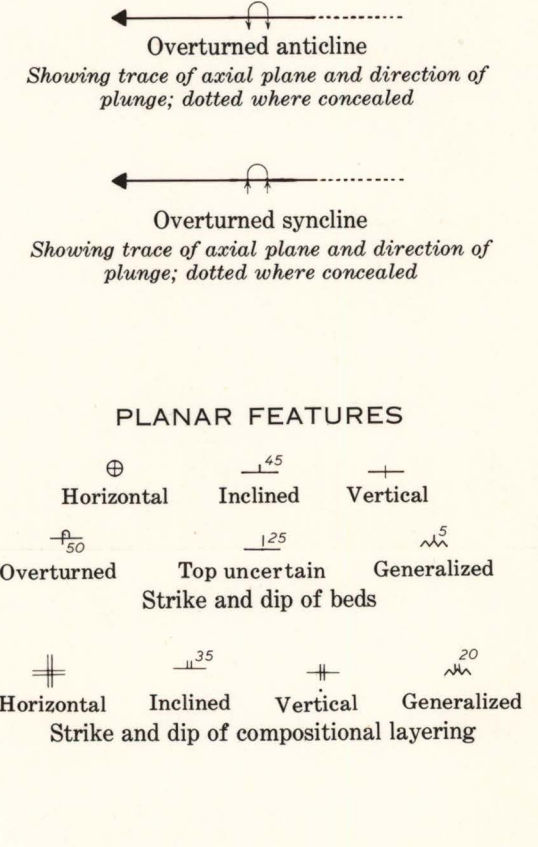 Overturned anticline
Showing trace of axial plane and direction of
plunge; dotted where concealed
Overturned syncline
Showing trace of axial plane and direction of
plunge; dotted where concealed
PLANAR FEATURES
45
Horizontal Inclined Vertical
50 25 5
Overturned Top uncertain Generalized
Strike and dip of beds
35 20
Horizontal Inclined Vertical Generalized
Strike and dip of compositional layering